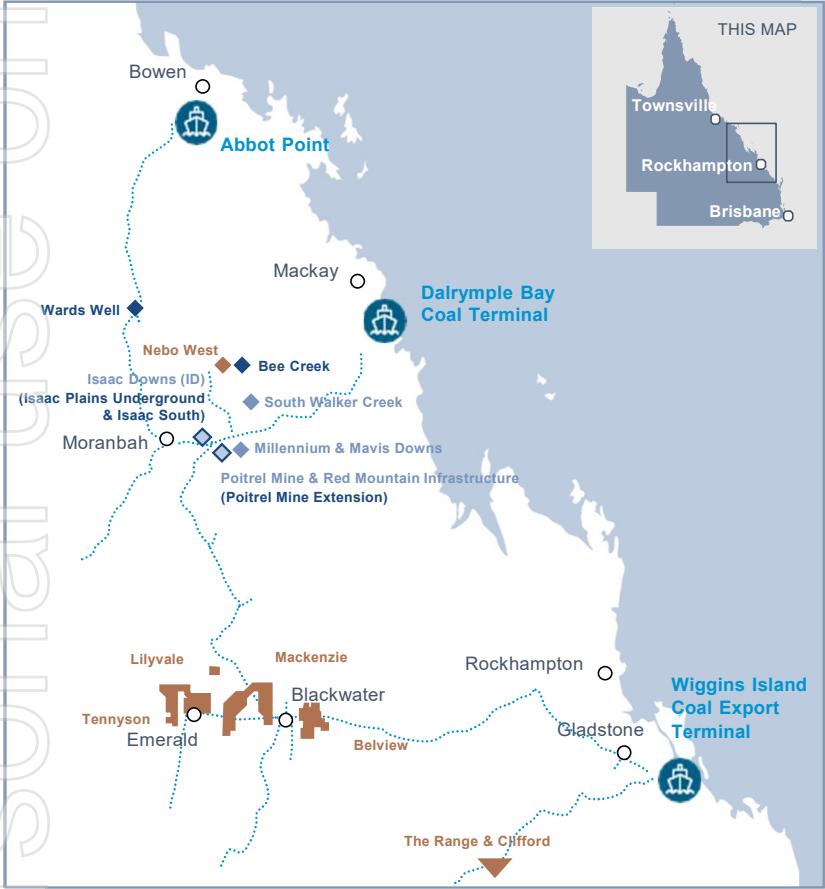 THIS MAP
Townsville
Rockhampton
Brisbane
Bowen
Abbot Point
Mackay
Dalrymple Bay
Coal Terminal
Wards Well
Nebo West
Bee Creek
Isaac Downs (ID)
(Isaac Plains Underground
& Isaac South)
South Walker Creek
Moranbah
Millennium & Mavis Downs
Poitrel Mine & Red Mountain Infrastructure
(Poitrel Mine Extension)
Lilyvale
Mackenzie
Rockhampton
Blackwater
Wiggins Island
Coal Export
Terminal
Tennyson
Emerald
Belview
Gladstone
The Range & Clifford
sonal use on